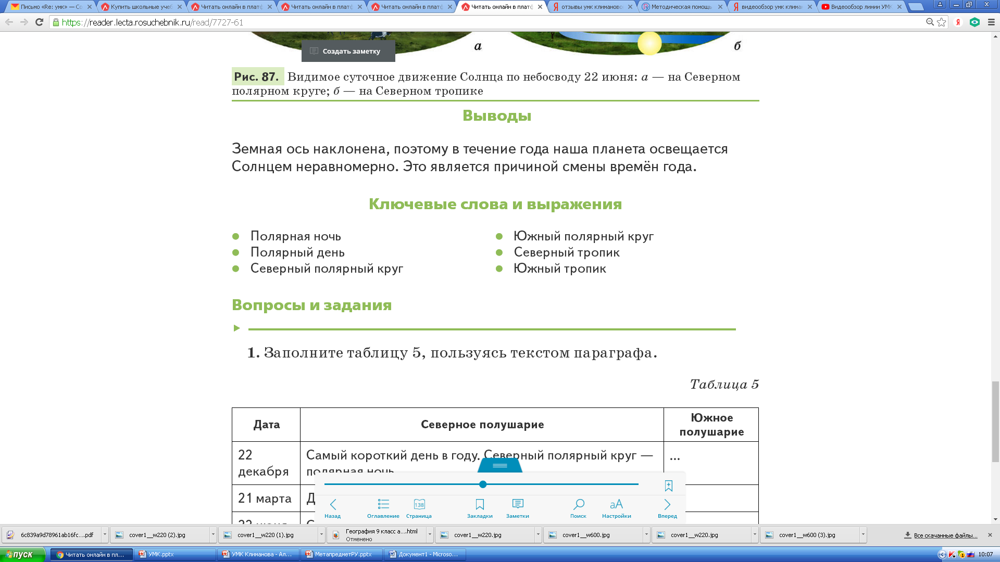 Письмо «Re: умк» — Co
Купить школьные учеб
Читать онлайн в платф
Читать онлайн в платф
Читать онлайн в платф
Читать онлайн в платф
отзывы умк климаново
Методическая помощь
видеообзор умк клима
Видеообзор линии УМК
https://reader.lecta.rosuchebnik.ru/read/7727-61
Создать заметку
а
б
Рис. 87. Видимое суточное движение Солнца по небосводу 22 июня: а — на Северном
полярном круге; б — на Северном тропике
Выводы
Земная ось наклонена, поэтому в течение года наша планета освещается
Солнцем неравномерно. Это является причиной смены времён года.
Ключевые слова и выражения
Полярная ночь
Полярный день
Северный полярный круг
Южный полярный круг
Северный тропик
Южный тропик
Вопросы и задания
1. Заполните таблицу 5, пользуясь текстом параграфа.
Таблица 5
Дата
Северное полушарие
Южное
полушарие
22
декабря
Самый короткий день в году. Северный полярный круг —
полярная ночь
...
21 марта
Д
22 июня
С
Назад
Оглавление
138
Страница
Закладки
Заметки
Поиск
аА
Настройки
Вперед
6c839a9d78961ab16fc....pdf
cover1__w220 (2).jpg
cover1__w220 (1).jpg
География 9 класс а....html
Отменено
cover1__w220.jpg
cover1__w600.jpg
cover1__w220.jpg
cover1__w600 (3).jpg
Все скачанные файлы...
пуск
Читать онлайн в пл...
УМК.pptx
УМК Климанова - Ал...
МетапредметРУ.pptx
Документ1 - Microso...
10:07